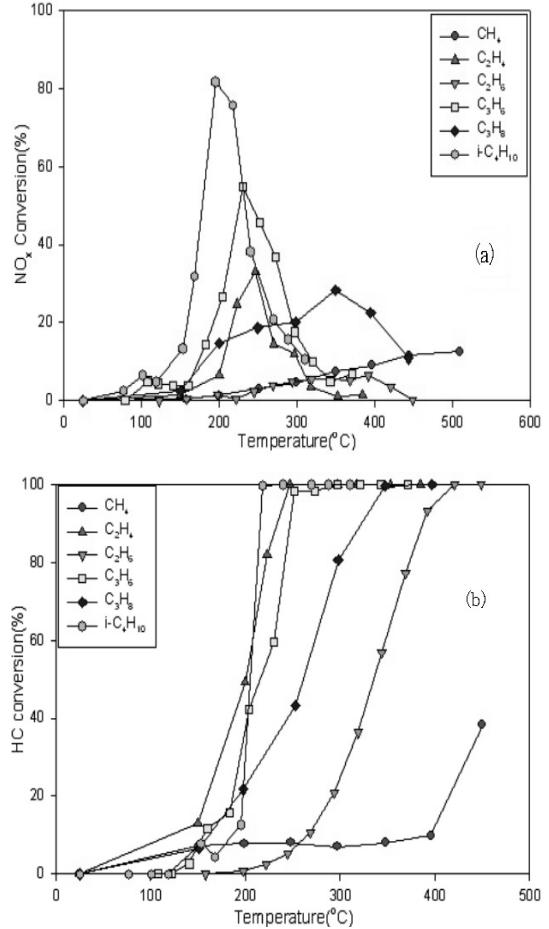 100
80
60
40
20
0
NOx Conversion(%)
CH4
C2H4
C2H6
C3H6
C3H8
i-C4H10
(a)
0 100 200 300 400 500 600
Temperature(°C)
100
80
60
40
20
0
HC conversion(%)
CH4
C2H4
C2H6
C3H6
C3H8
i-C4H10
(b)
0 100 200 300 400 500
Temperature(°C)